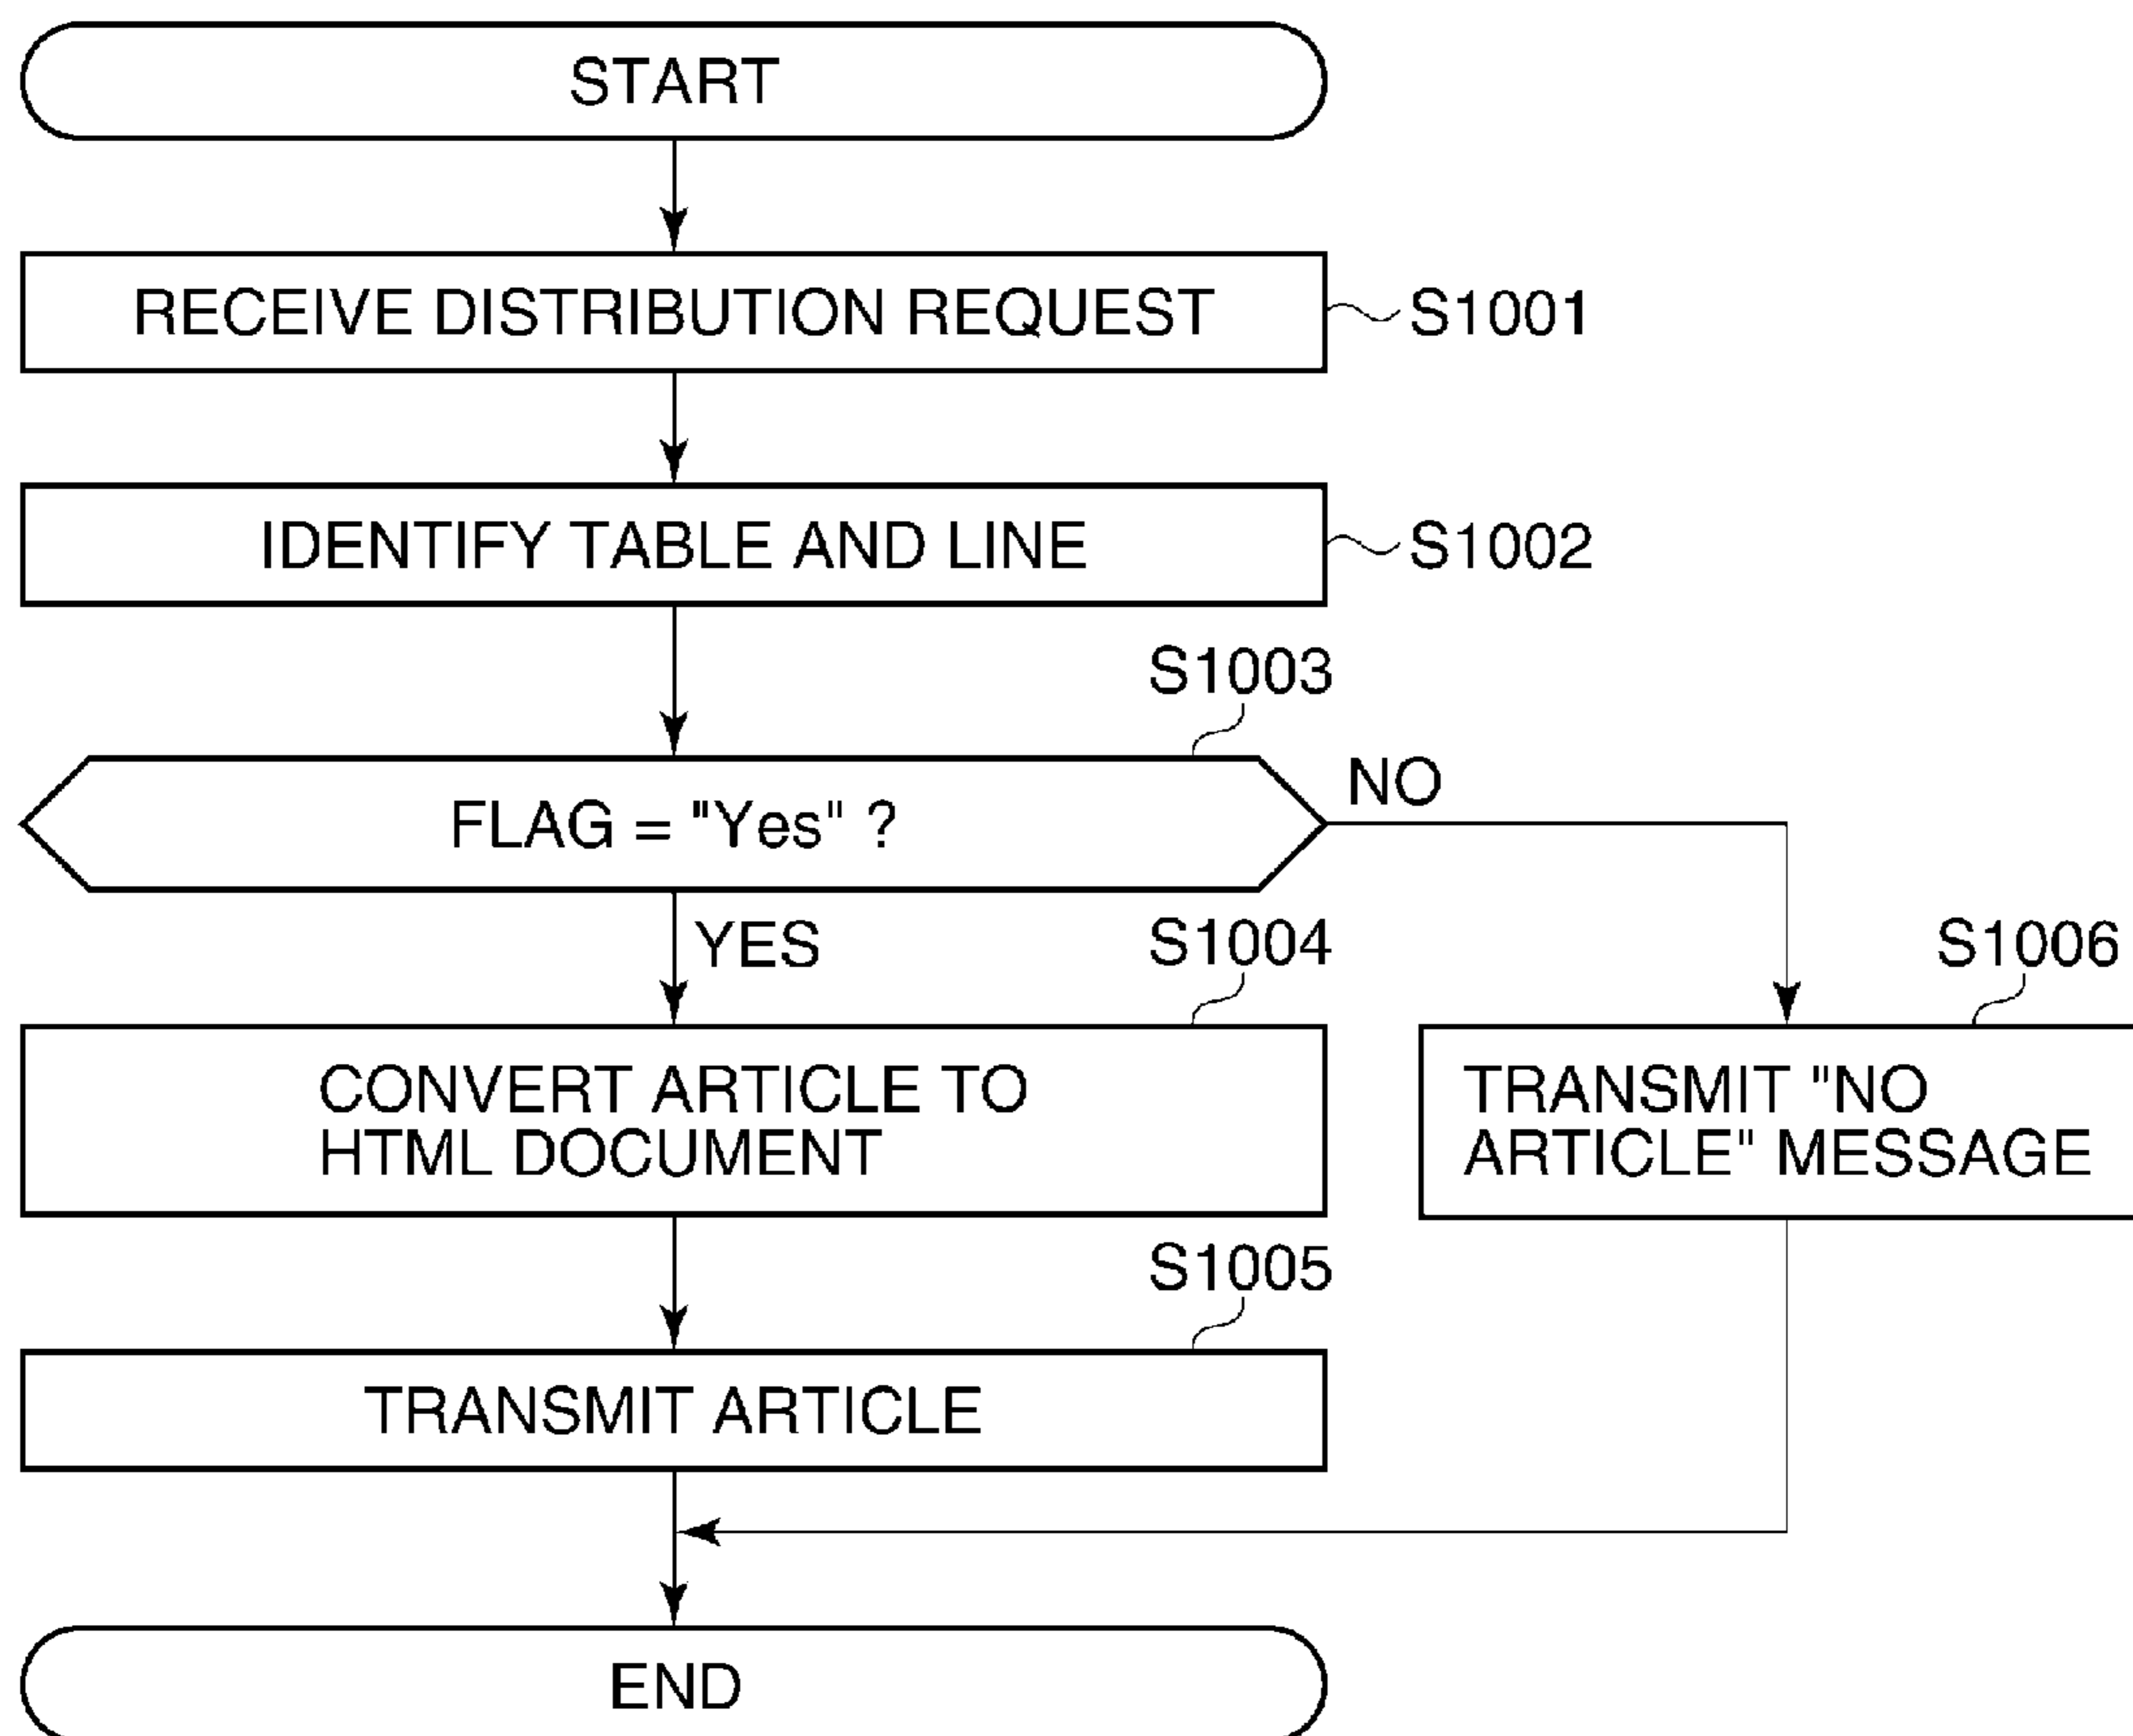 START
RECEIVE DISTRIBUTION REQUEST
S1001
IDENTIFY TABLE AND LINE
S1002
S1003
FLAG = "Yes" ?
NO
YES
S1004
S1006
CONVERT ARTICLE TO
HTML DOCUMENT
TRANSMIT "NO
ARTICLE" MESSAGE
S1005
TRANSMIT ARTICLE
END